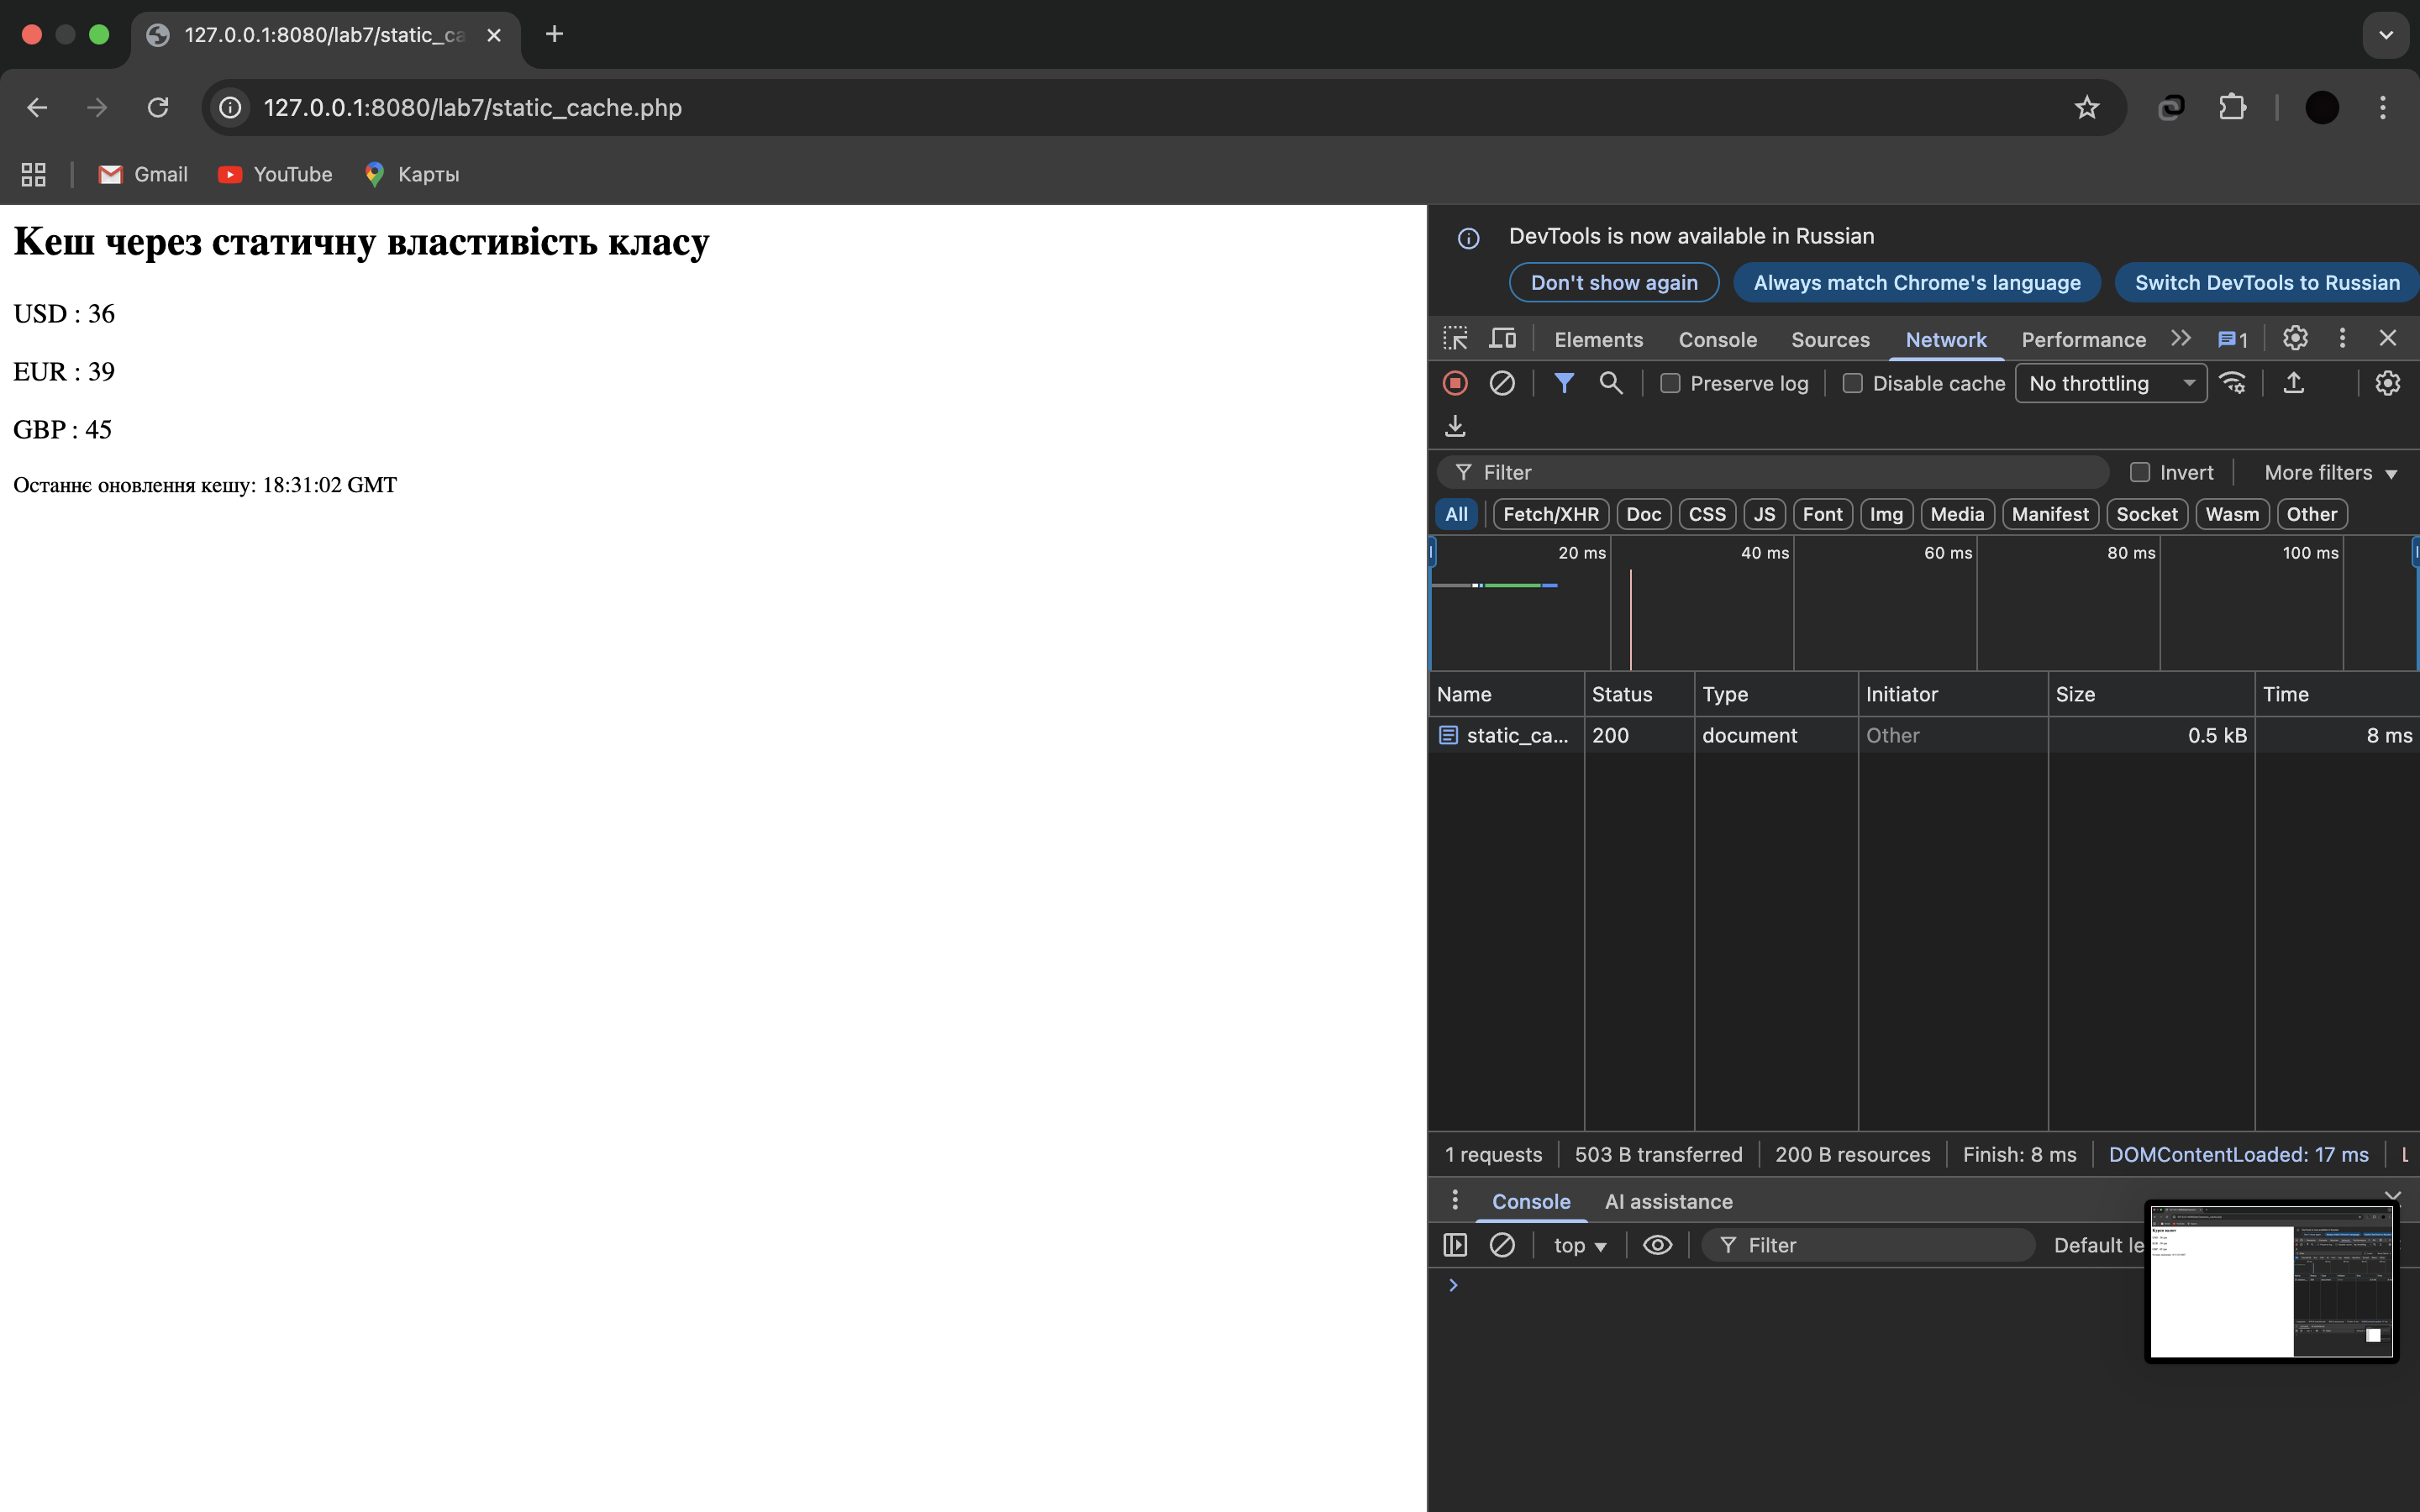 127.0.0.1:8080/lab7/static_ca
127.0.0.1:8080/lab7/static_cache.php
Gmail YouTube Карты
Кеш через статичну властивість класу
USD : 36
EUR : 39
GBP : 45
Останнє оновлення кешу: 18:31:02 GMT
DevTools is now available in Russian
Don't show again Always match Chrome's language Switch DevTools to Russian
Elements Console Sources Network Performance 1
Preserve log Disable cache No throttling
Filter Invert More filters
All Fetch/XHR Doc CSS JS Font Img Media Manifest Socket Wasm Other
20 ms 40 ms 60 ms 80 ms 100 ms
Name Status Type Initiator Size Time
static_ca... 200 document Other 0.5 kB 8 ms
1 requests 503 B transferred 200 B resources Finish: 8 ms DOMContentLoaded: 17 ms L
Console AI assistance
top Filter Default le